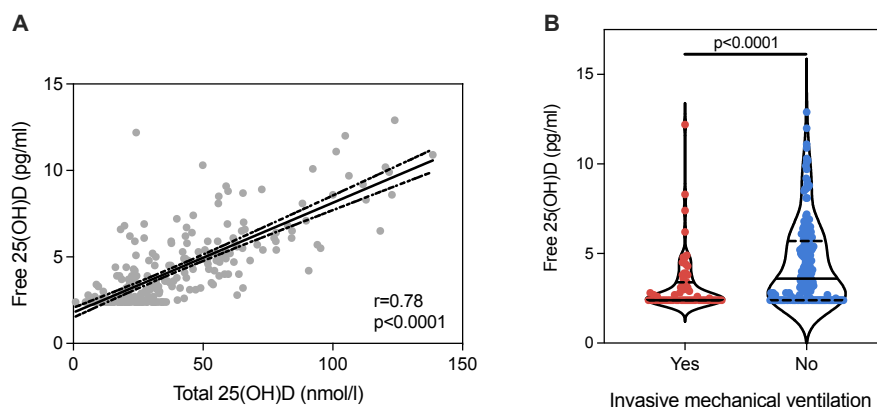 A
Free 25(OH)D (pg/ml)
15
10
5
0
r=0.78
p<0.0001
0
50
100
150
Total 25(OH)D (nmol/l)
B
Free 25(OH)D (pg/ml)
p<0.0001
15
10
5
0
Yes
No
Invasive mechanical ventilation